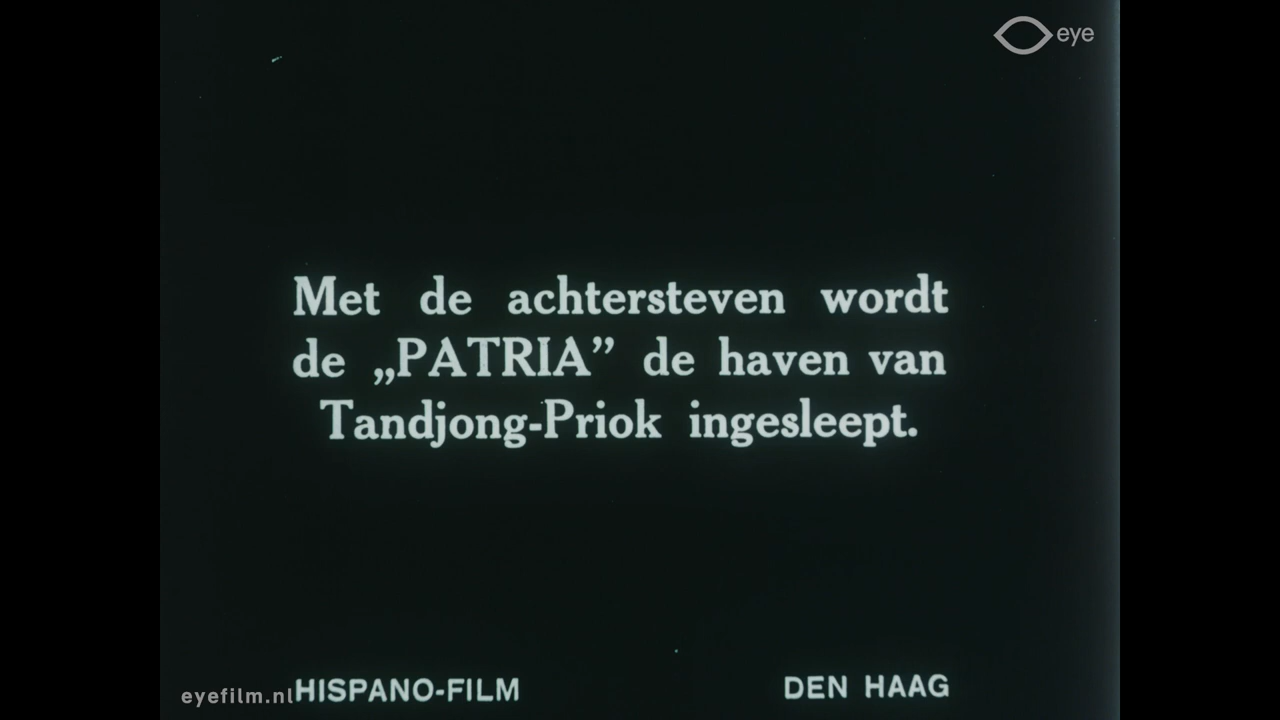 eye
Met de achtersteven wordt
de „PATRIA” de haven van
Tandjong-Priok ingesleept.
eyefilm.nl
HISPANO-FILM
DEN HAAG